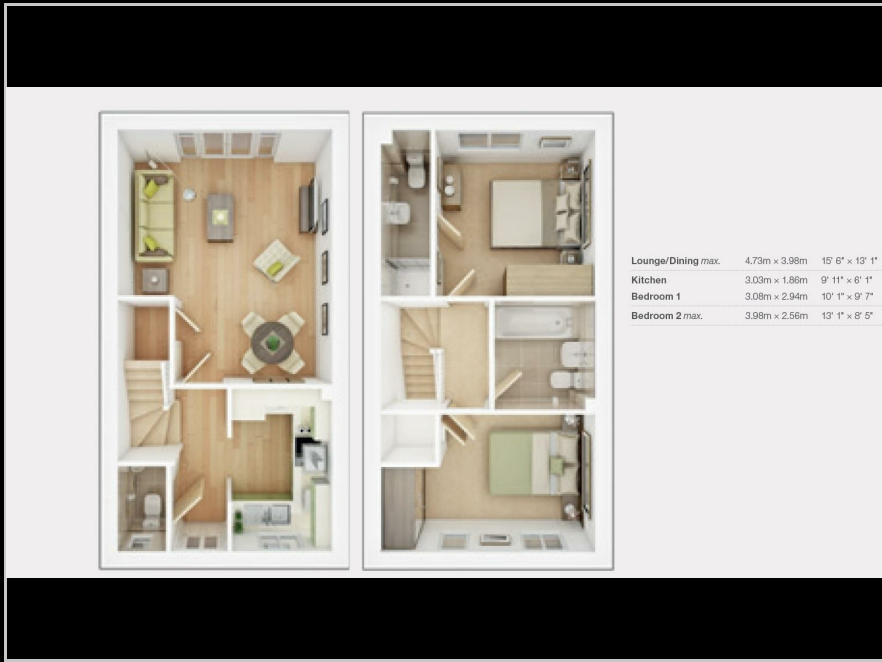 Lounge/Dining max. 4.73m × 3.98m 15' 6" × 13' 1"
Kitchen 3.03m × 1.86m 9' 11" × 6' 1"
Bedroom 1 3.08m × 2.94m 10' 1" × 9' 7"
Bedroom 2 max. 3.98m × 2.56m 13' 1" × 8' 5"